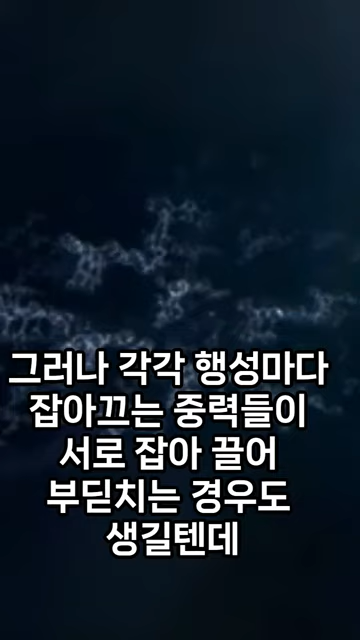 그러나 각각 행성마다
잡아끄는 중력들이
서로 잡아 끌어
부딛치는 경우도
생길텐데